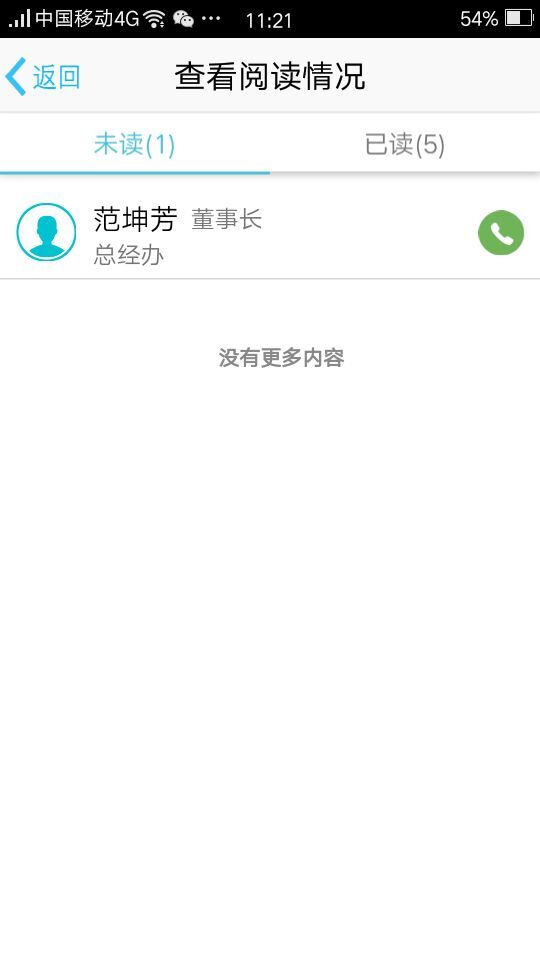 中国移动4G ··· 11:21 54%
返回 查看阅读情况
未读(1) 已读(5)
范坤芳 董事长
总经办
没有更多内容